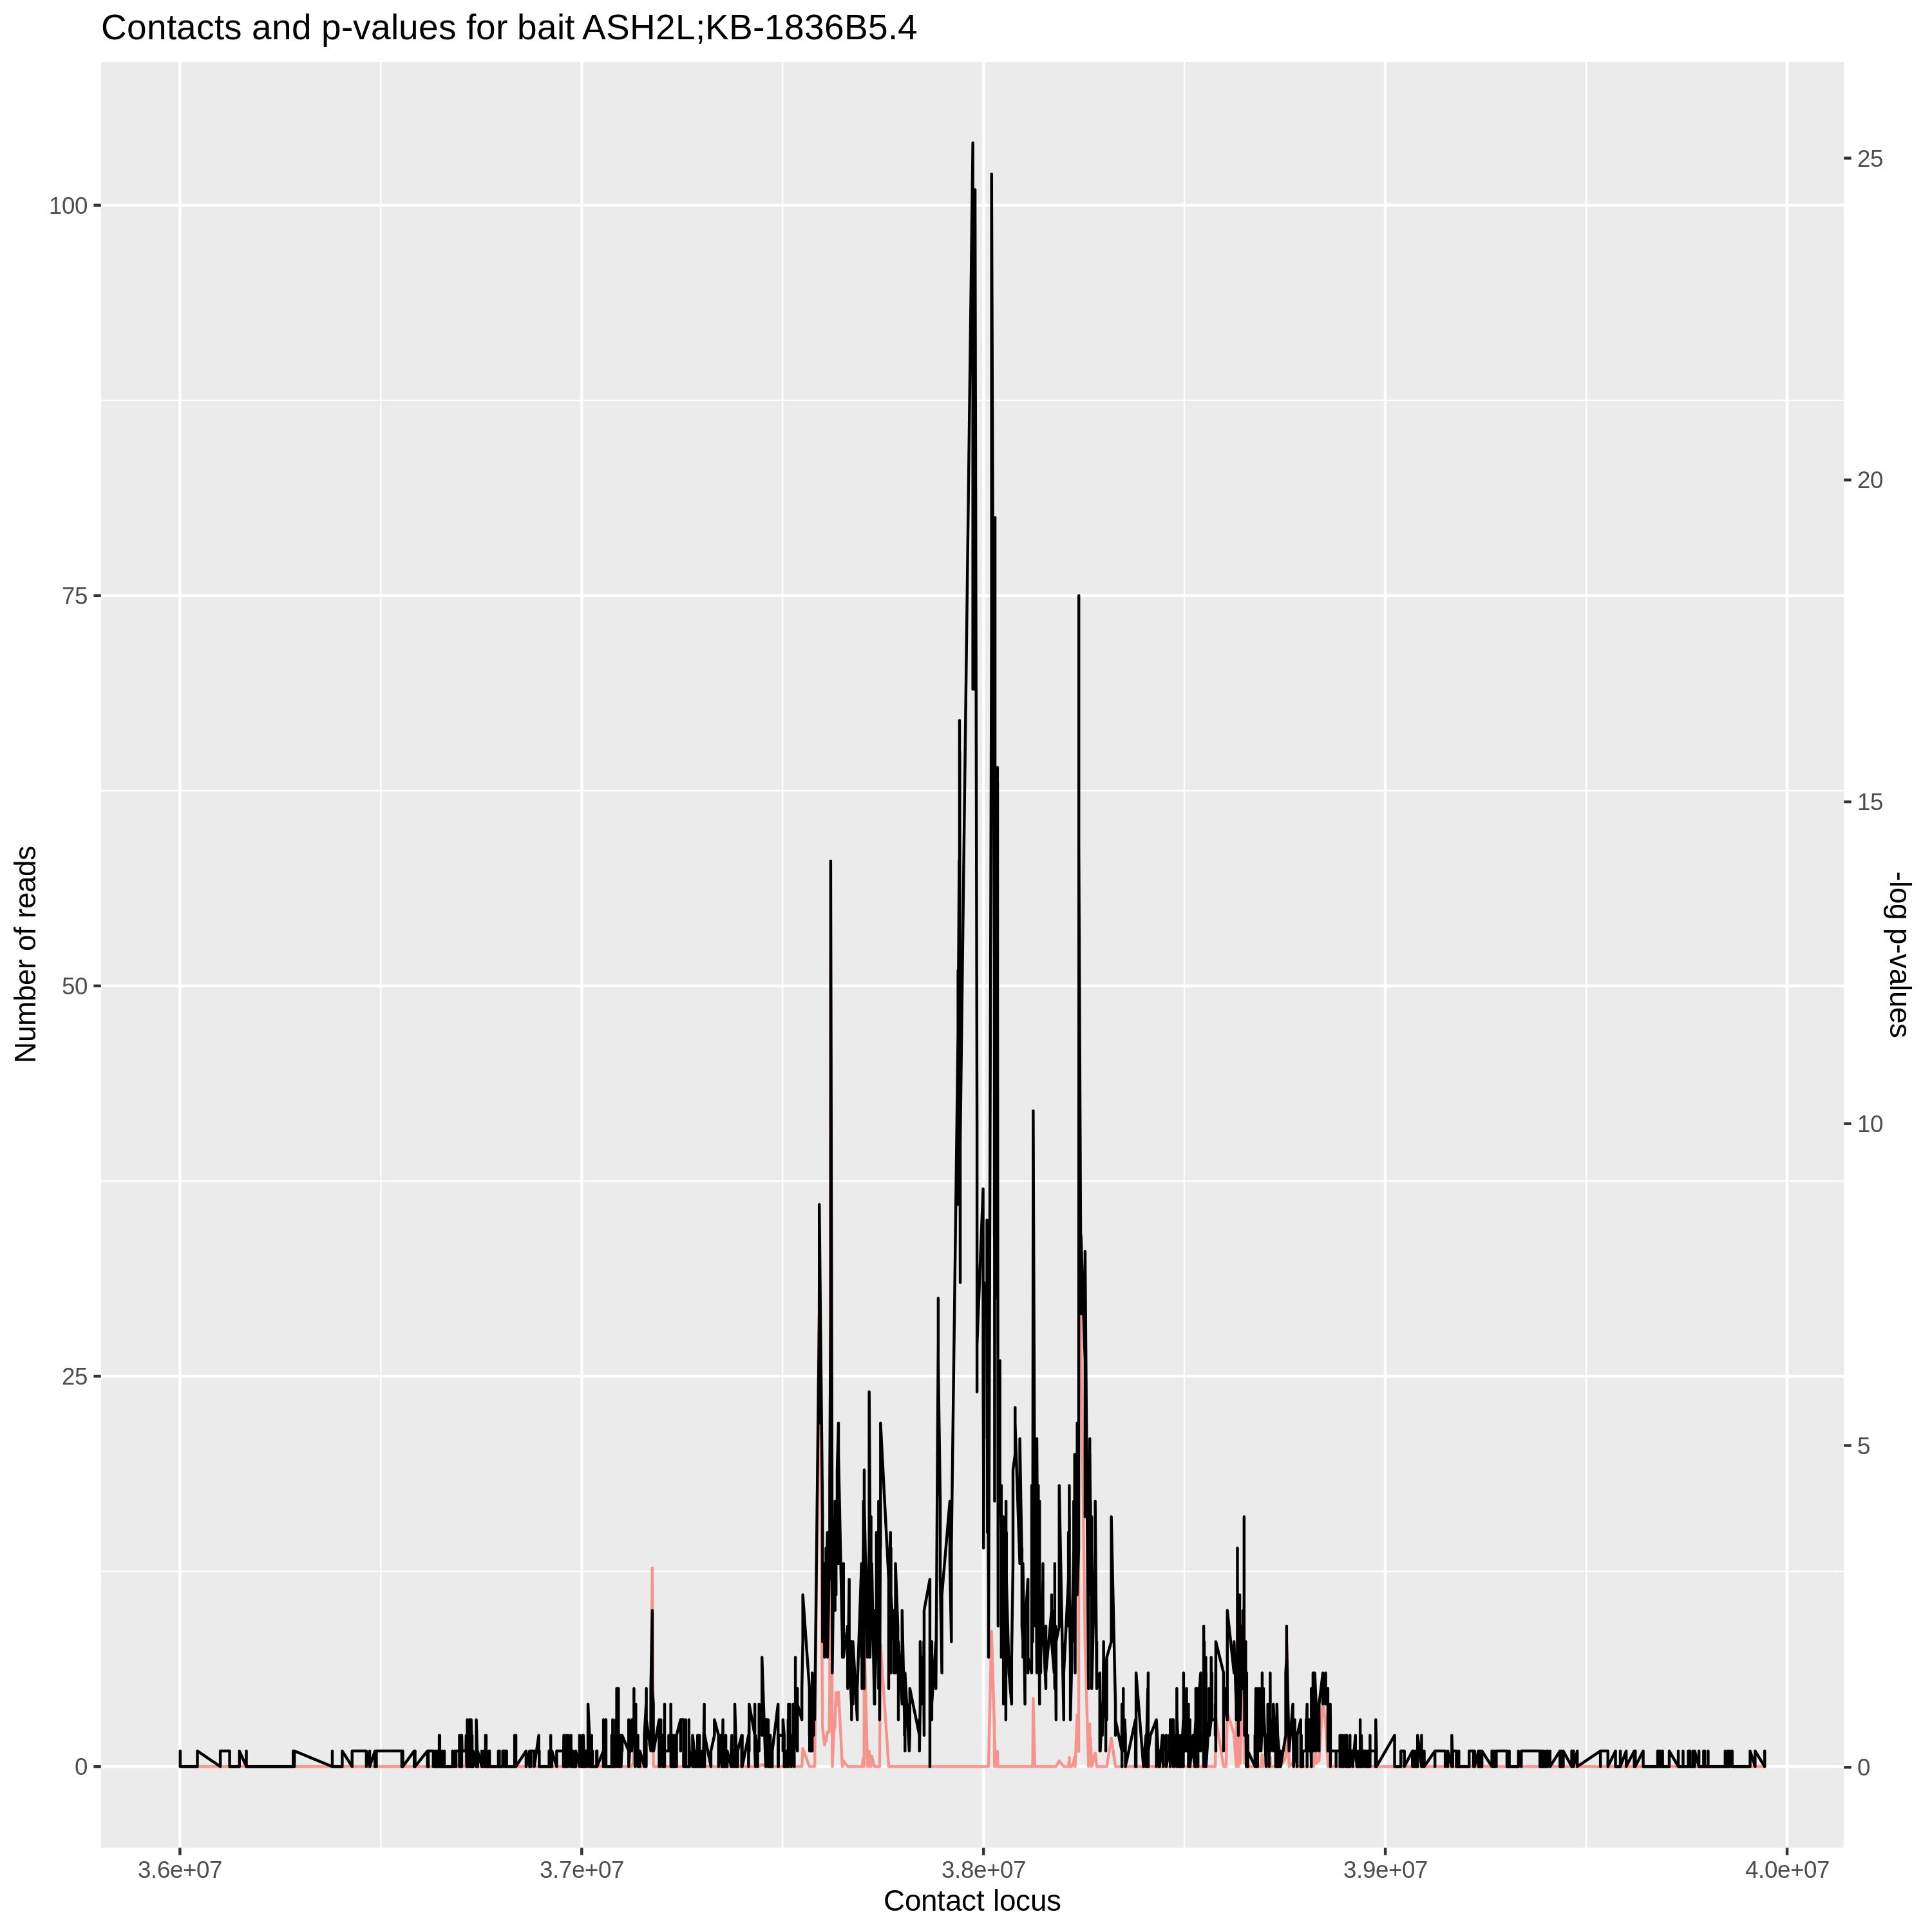 Contacts and p-values for bait ASH2L;KB-1836B5.4
100
75
50
25
0
Number of reads
25
20
15
10
5
0
-log p-values
3.6e+07 3.7e+07 3.8e+07 3.9e+07 4.0e+07
Contact locus